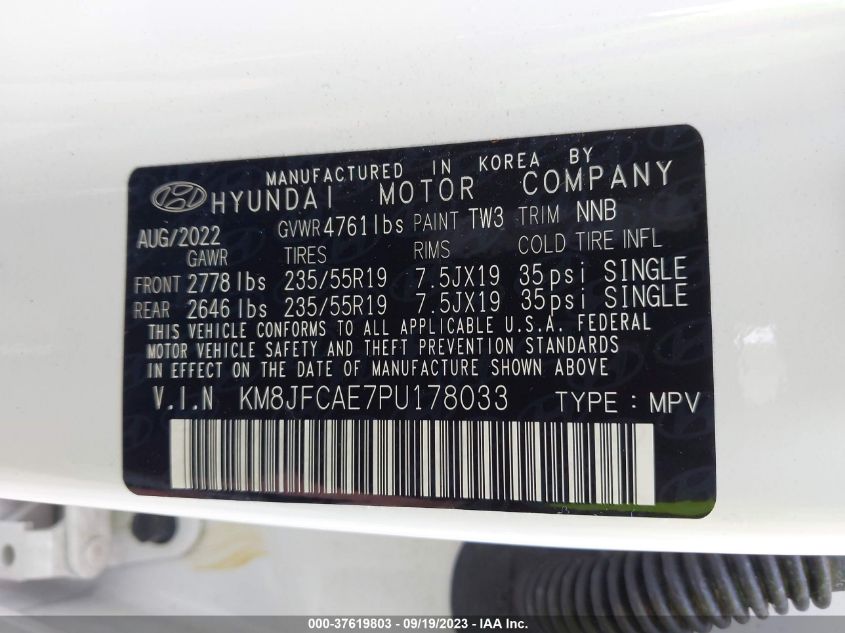 MANUFACTURED IN KOREA BY
HYUNDAI MOTOR COMPANY
AUG/2022 GVWR 4761 lbs PAINT TW3 TRIM NNB
GAWR TIRES RIMS COLD TIRE INFL
FRONT 2778 lbs 235/55R19 7.5JX19 35psi SINGLE
REAR 2646 lbs 235/55R19 7.5JX19 35psi SINGLE
THIS VEHICLE CONFORMS TO ALL APPLICABLE U.S.A. FEDERAL
MOTOR VEHICLE SAFETY AND THEFT PREVENTION STANDARDS
IN EFFECT ON THE DATE OF MANUFACTURE SHOWN ABOVE
V.I.N KM8JFCAE7PU178033 TYPE : MPV
000-37619803 - 09/19/2023 - IAA Inc.